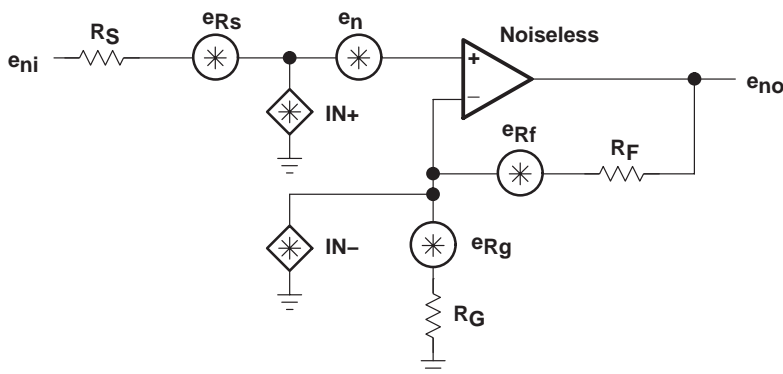 eRs
en
Noiseless
RS
eni
+
eno
IN+
−
eRf
RF
IN−
eRg
RG